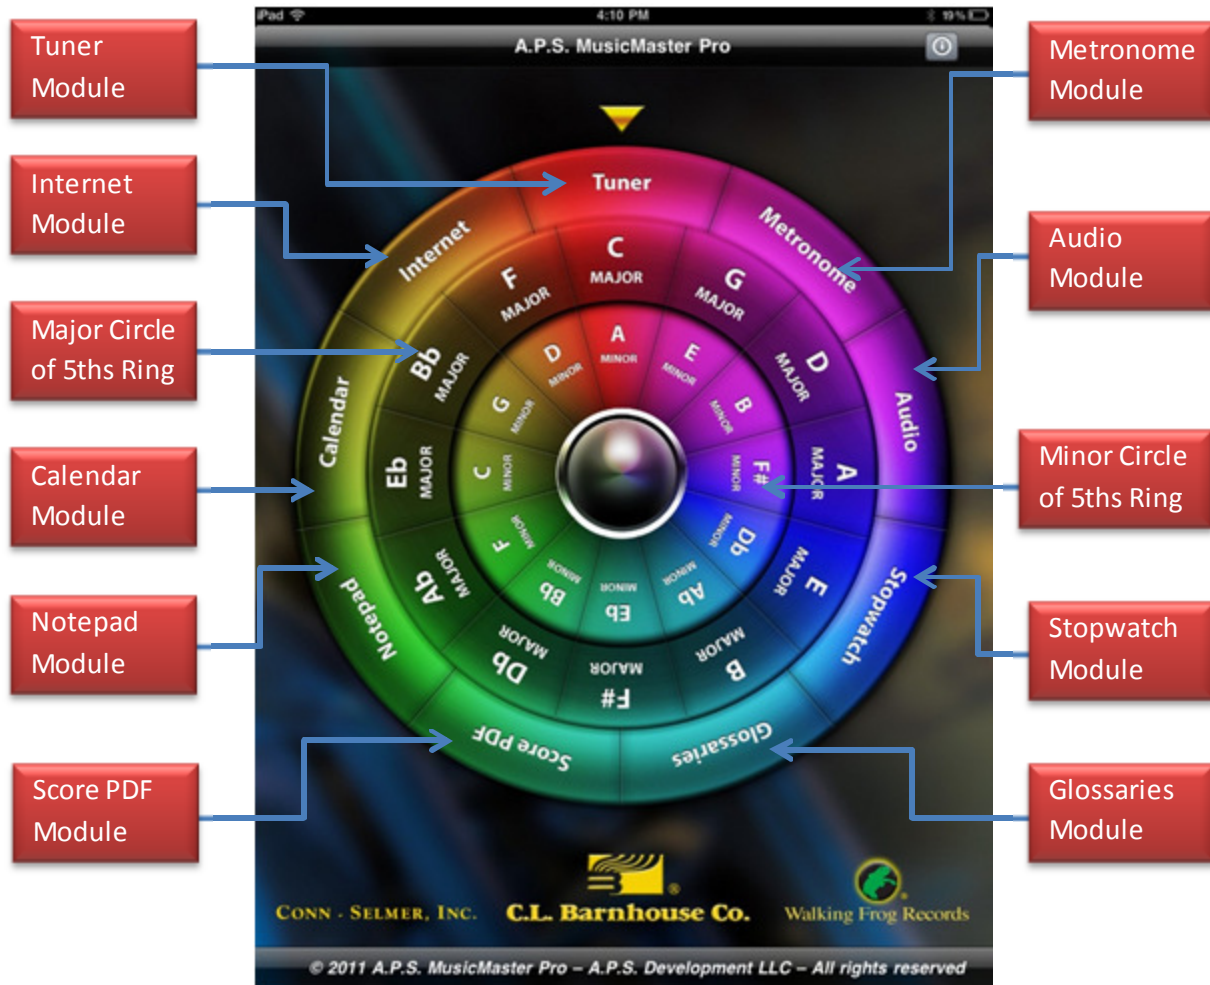 iPad
4:10 PM
19%
A.P.S. MusicMaster Pro
Tuner
Module
Internet
Module
Major Circle
of 5ths Ring
Calendar
Module
Notepad
Module
Score PDF
Module
Metronome
Module
Audio
Module
Minor Circle
of 5ths Ring
Stopwatch
Module
Glossaries
Module
Tuner
Metronome
Audio
Stopwatch
Glossaries
Score PDF
Notepad
Calendar
Internet
C
MAJOR
G
MAJOR
D
MAJOR
A
MAJOR
E
MAJOR
B
MAJOR
F#
MAJOR
Db
MAJOR
Ab
MAJOR
Eb
MAJOR
Bb
MAJOR
F
MAJOR
A
MINOR
E
MINOR
B
MINOR
F#
MINOR
Db
MINOR
Ab
MINOR
Eb
MINOR
Bb
MINOR
F
MINOR
C
MINOR
G
MINOR
D
MINOR
CONN - SELMER, INC.
C.L. Barnhouse Co.
®
Walking Frog Records
© 2011 A.P.S. MusicMaster Pro – A.P.S. Development LLC – All rights reserved